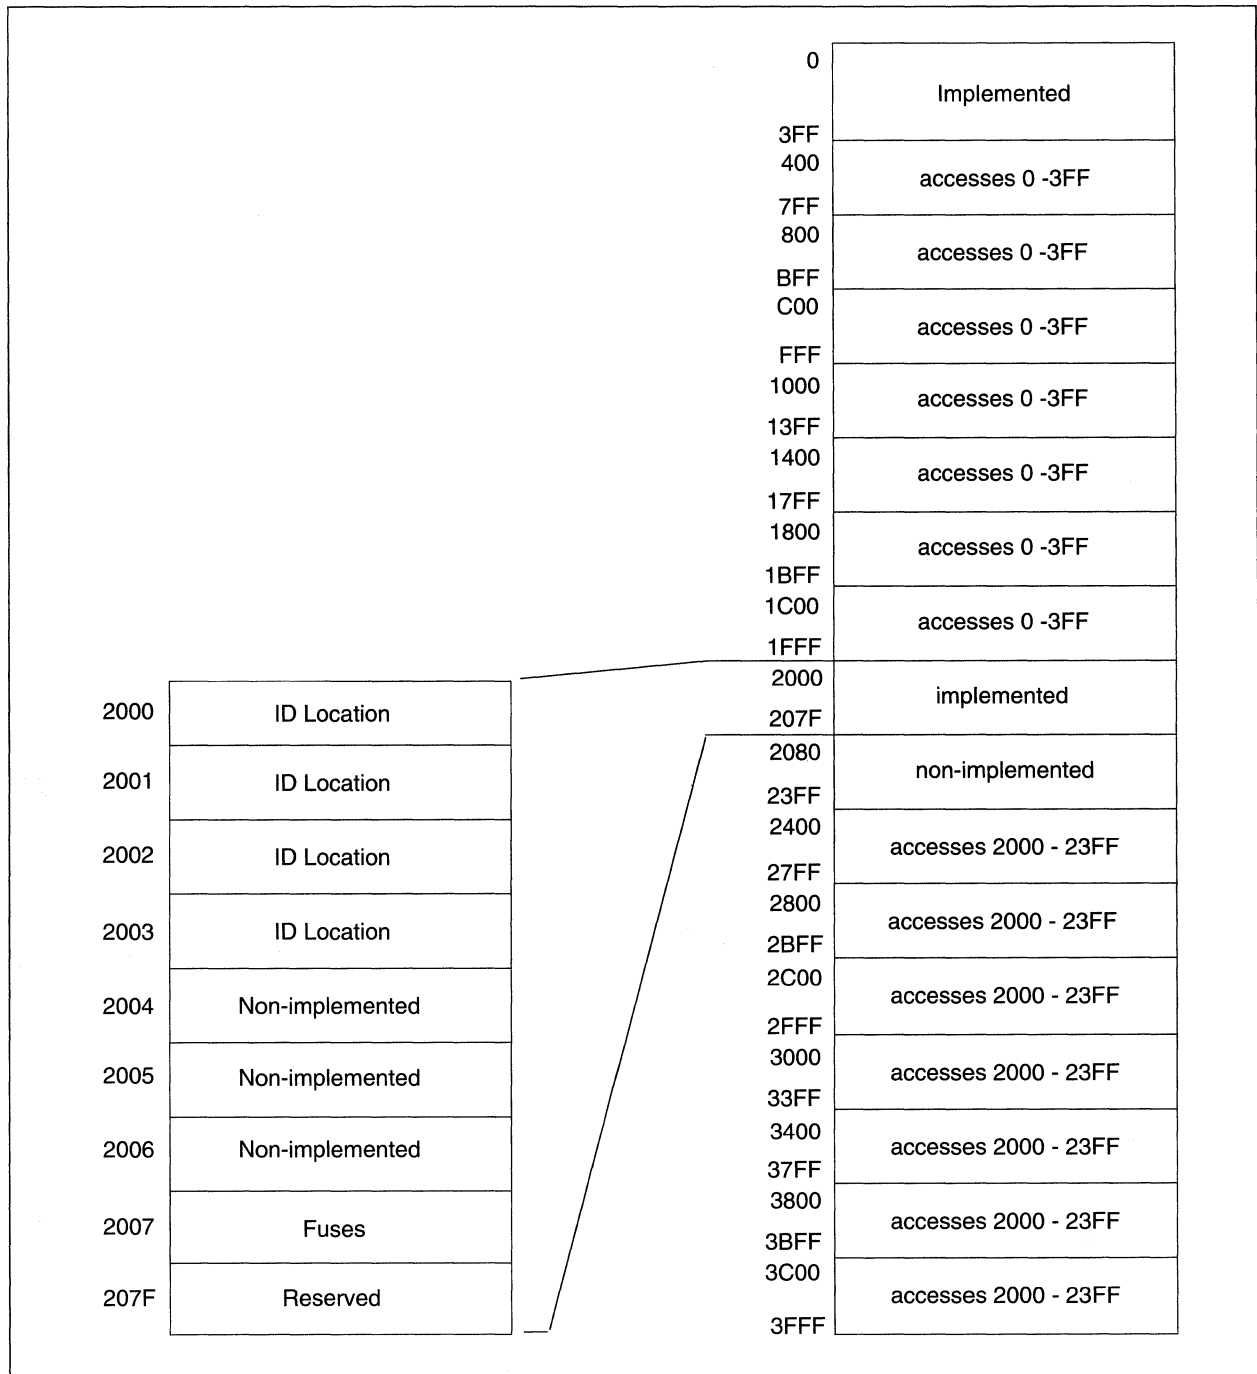 0
Implemented
3FF
400
accesses 0 -3FF
7FF
800
accesses 0 -3FF
BFF
C00
accesses 0 -3FF
FFF
1000
accesses 0 -3FF
13FF
1400
accesses 0 -3FF
17FF
1800
accesses 0 -3FF
1BFF
1C00
accesses 0 -3FF
1FFF
2000
implemented
207F
2080
non-implemented
23FF
2400
accesses 2000 - 23FF
27FF
2800
accesses 2000 - 23FF
2BFF
2C00
accesses 2000 - 23FF
2FFF
3000
accesses 2000 - 23FF
33FF
3400
accesses 2000 - 23FF
37FF
3800
accesses 2000 - 23FF
3BFF
3C00
accesses 2000 - 23FF
3FFF
2000 ID Location
2001 ID Location
2002 ID Location
2003 ID Location
2004 Non-implemented
2005 Non-implemented
2006 Non-implemented
2007 Fuses
207F Reserved